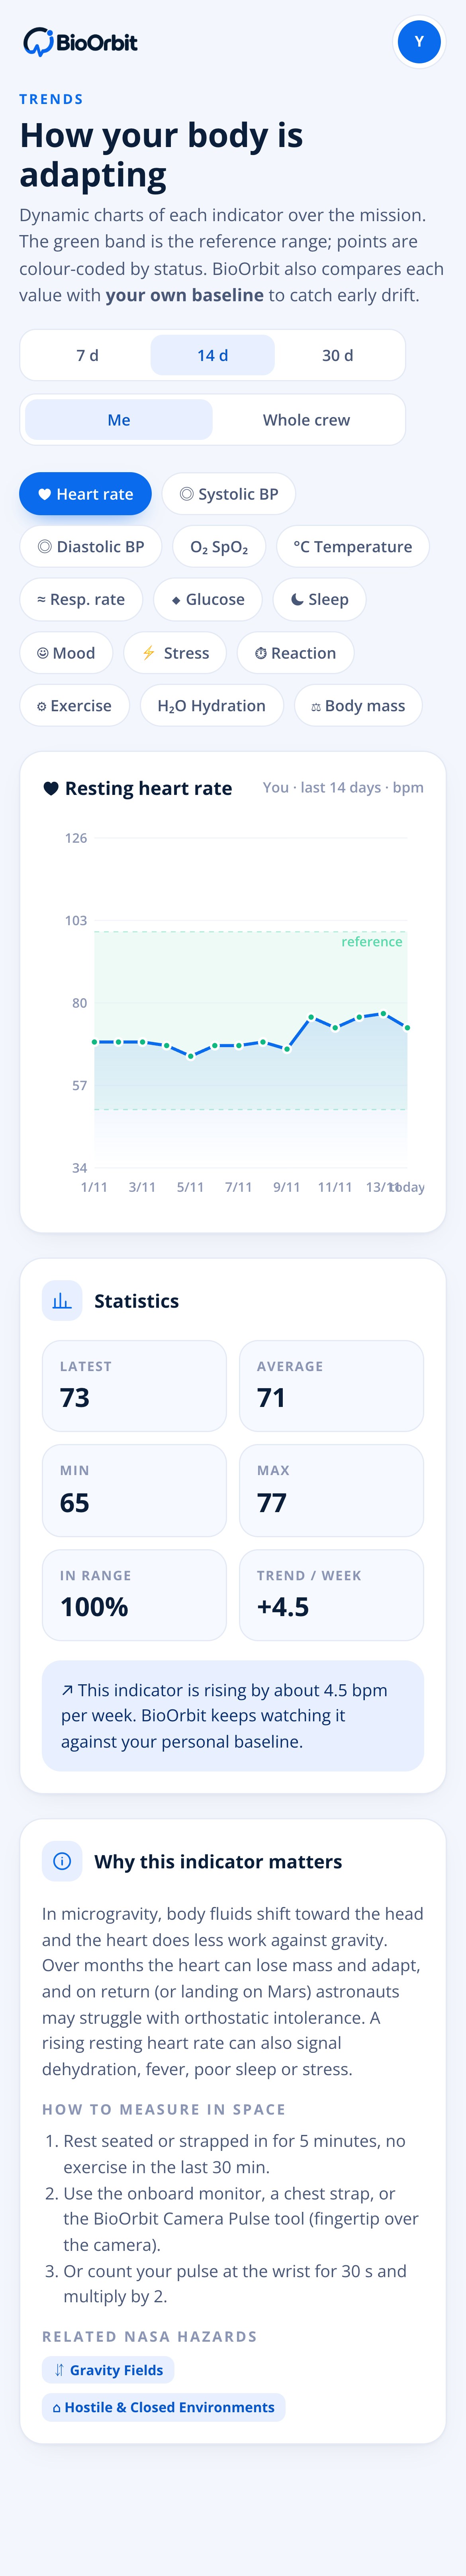 BioOrbit
Y
TRENDS
How your body is
adapting
Dynamic charts of each indicator over the mission.
The green band is the reference range; points are
colour-coded by status. BioOrbit also compares each
value with your own baseline to catch early drift.
7 d 14 d 30 d
Me Whole crew
Heart rate Systolic BP
Diastolic BP O₂ SpO₂ °C Temperature
≈ Resp. rate ◆ Glucose Sleep
Mood ⚡ Stress ⏱ Reaction
⚙ Exercise H₂O Hydration ⚖ Body mass
♥ Resting heart rate You · last 14 days · bpm
126
103
reference
80
57
34
1/11 3/11 5/11 7/11 9/11 11/11 13/11 today
Statistics
LATEST AVERAGE
73 71
MIN MAX
65 77
IN RANGE TREND / WEEK
100% +4.5
↗ This indicator is rising by about 4.5 bpm
per week. BioOrbit keeps watching it
against your personal baseline.
Why this indicator matters
In microgravity, body fluids shift toward the head
and the heart does less work against gravity.
Over months the heart can lose mass and adapt,
and on return (or landing on Mars) astronauts
may struggle with orthostatic intolerance. A
rising resting heart rate can also signal
dehydration, fever, poor sleep or stress.
HOW TO MEASURE IN SPACE
1. Rest seated or strapped in for 5 minutes, no
exercise in the last 30 min.
2. Use the onboard monitor, a chest strap, or
the BioOrbit Camera Pulse tool (fingertip over
the camera).
3. Or count your pulse at the wrist for 30 s and
multiply by 2.
RELATED NASA HAZARDS
Gravity Fields
⌂ Hostile & Closed Environments